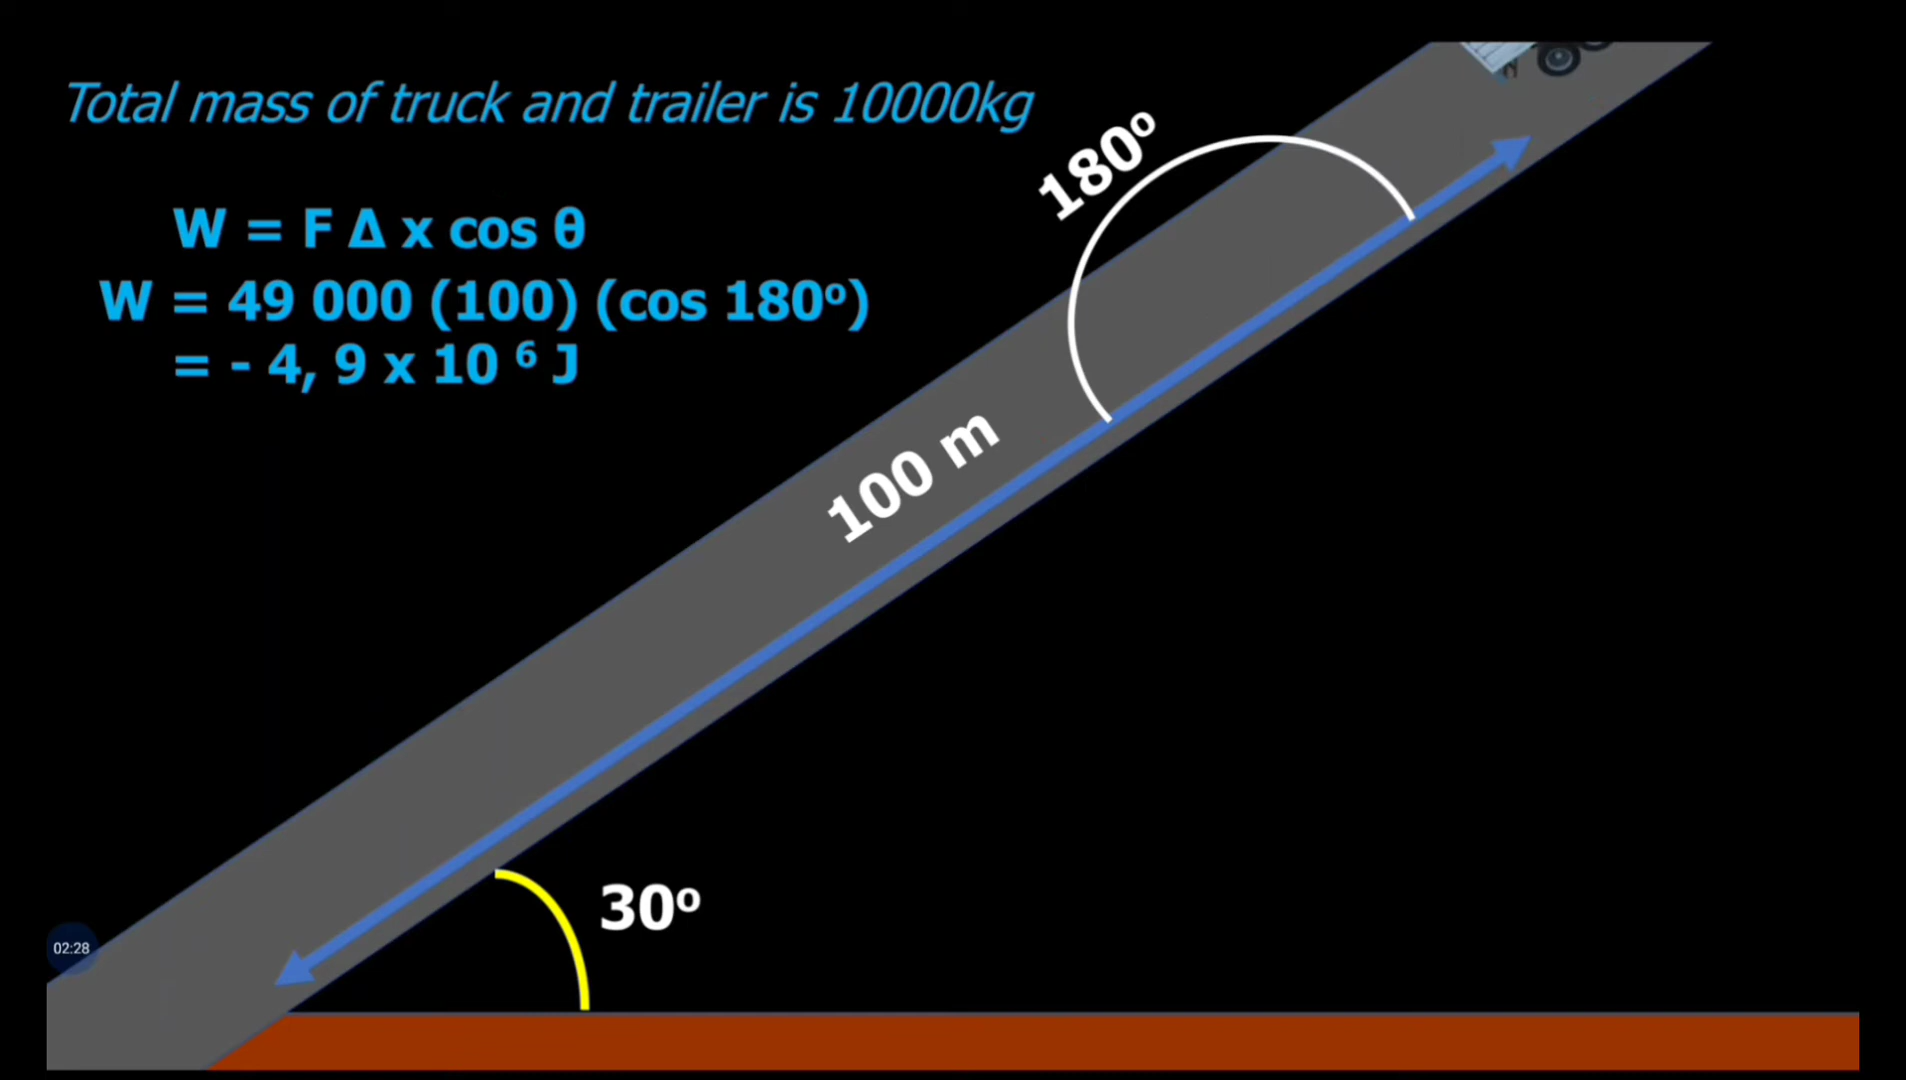 Total mass of truck and trailer is 10000kg
180º
W = F Δ x cos θ
W = 49 000 (100) (cos 180º)
= - 4, 9 x 10 ⁶ J
100 m
30º
02:28